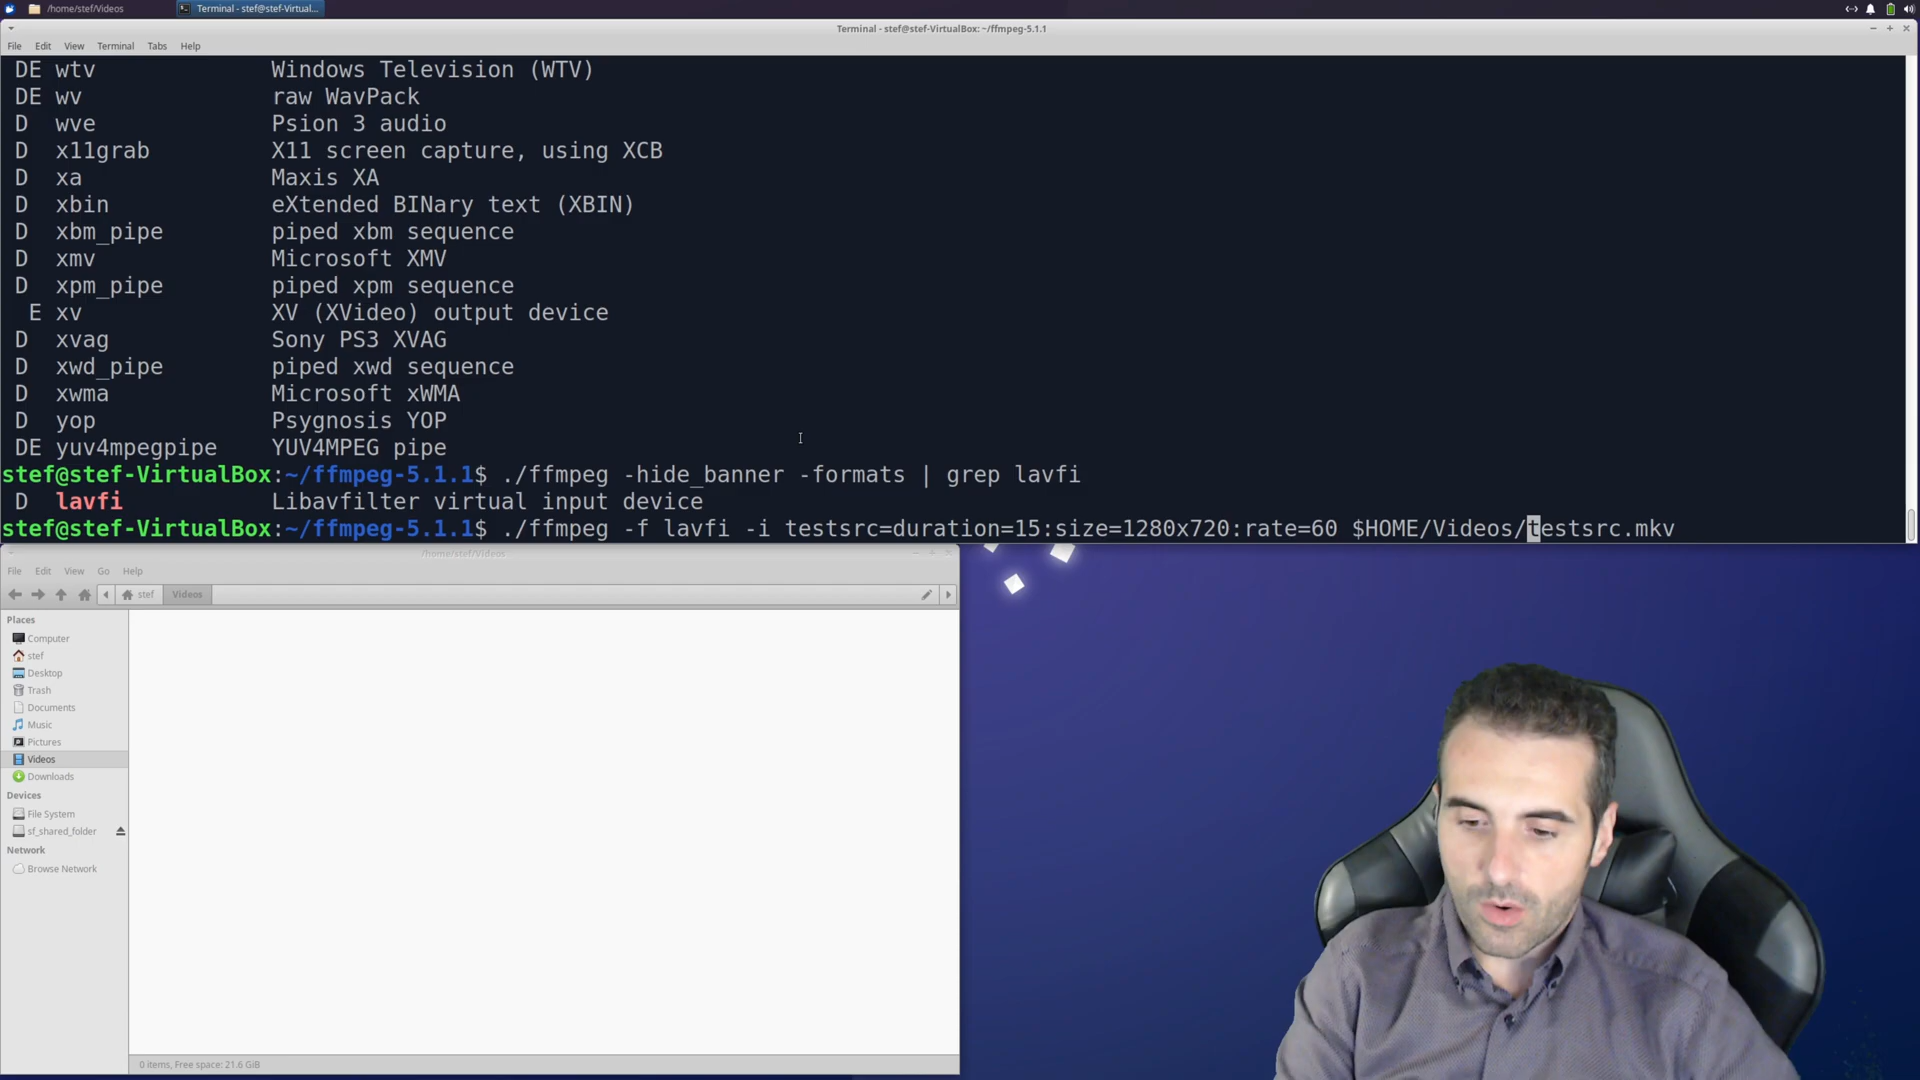 /home/stef/Videos
Terminal - stef@stef-Virtual...
Terminal - stef@stef-VirtualBox: ~/ffmpeg-5.1.1
File Edit View Terminal Tabs Help
DE wtv Windows Television (WTV)
DE wv raw WavPack
D wve Psion 3 audio
D x11grab X11 screen capture, using XCB
D xa Maxis XA
D xbin eXtended BINary text (XBIN)
D xbm_pipe piped xbm sequence
D xmv Microsoft XMV
D xpm_pipe piped xpm sequence
E xv XV (XVideo) output device
D xvag Sony PS3 XVAG
D xwd_pipe piped xwd sequence
D xwma Microsoft xWMA
D yop Psygnosis YOP
DE yuv4mpegpipe YUV4MPEG pipe
stef@stef-VirtualBox:~/ffmpeg-5.1.1$ ./ffmpeg -hide_banner -formats | grep lavfi
D lavfi Libavfilter virtual input device
stef@stef-VirtualBox:~/ffmpeg-5.1.1$ ./ffmpeg -f lavfi -i testsrc=duration=15:size=1280x720:rate=60 $HOME/Videos/testsrc.mkv
/home/stef/Videos
File Edit View Go Help
stef Videos
Places
Computer
stef
Desktop
Trash
Documents
Music
Pictures
Videos
Downloads
Devices
File System
sf_shared_folder
Network
Browse Network
0 items, Free space: 21.6 GiB